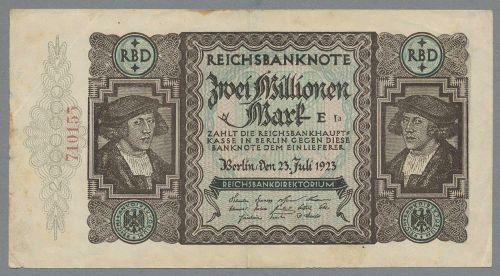 RBD
REICHSBANKNOTE
RBD
Zwei Millionen
Mark
E
ZAHLT DIE REICHSBANKHAUPT-
KASSE IN BERLIN GEGEN DIESE
BANKNOTE DEM EINLIEFERER.
Berlin, den 23. Juli 1923
REICHSBANKDIREKTORIUM
710155